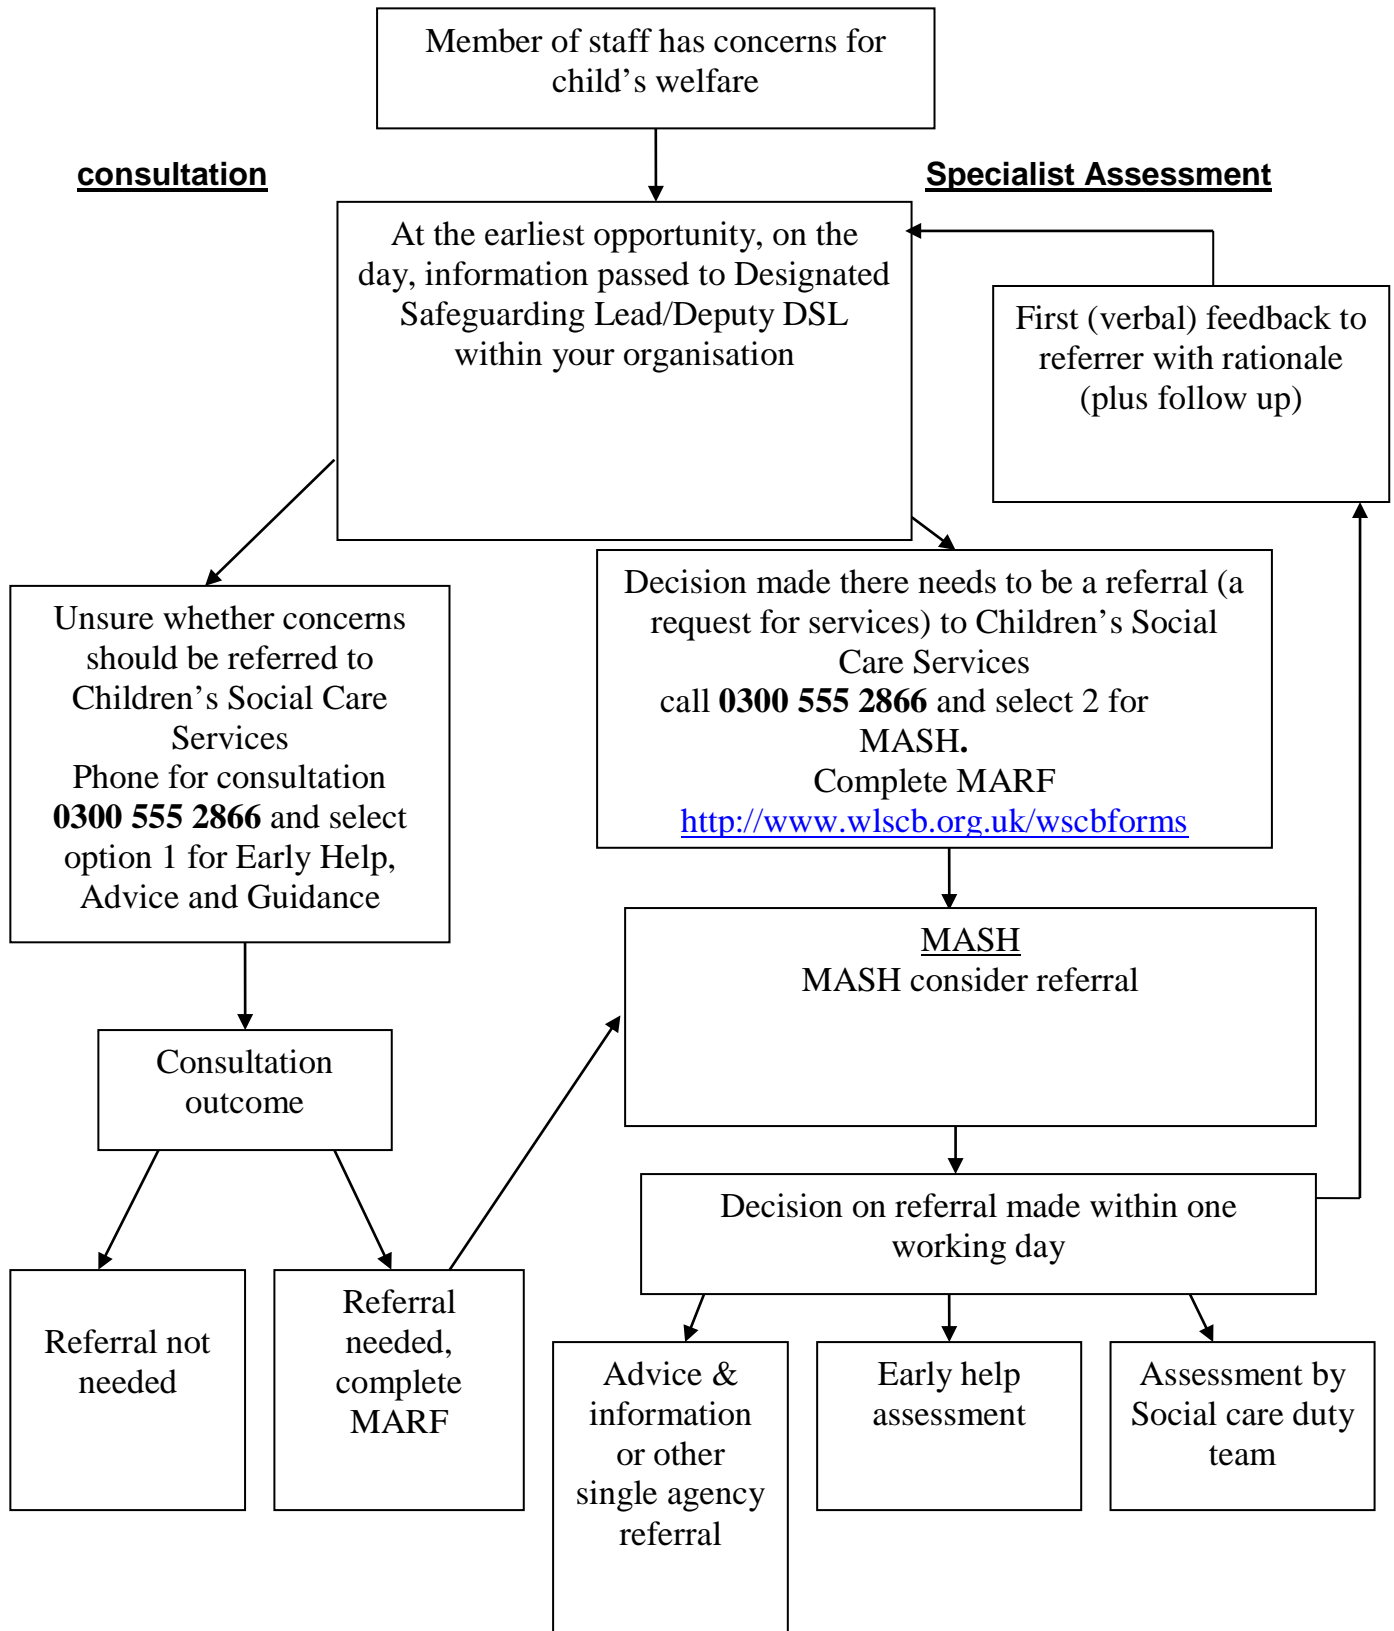 Member of staff has concerns for
child’s welfare
consultation
Specialist Assessment
At the earliest opportunity, on the
day, information passed to Designated
Safeguarding Lead/Deputy DSL
within your organisation
First (verbal) feedback to
referrer with rationale
(plus follow up)
Unsure whether concerns
should be referred to
Children’s Social Care
Services
Phone for consultation
0300 555 2866 and select
option 1 for Early Help,
Advice and Guidance
Decision made there needs to be a referral (a
request for services) to Children’s Social
Care Services
call 0300 555 2866 and select 2 for
MASH.
Complete MARF
http://www.wlscb.org.uk/wscbforms
MASH
MASH consider referral
Consultation
outcome
Decision on referral made within one
working day
Referral not
needed
Referral
needed,
complete
MARF
Advice &
information
or other
single agency
referral
Early help
assessment
Assessment by
Social care duty
team